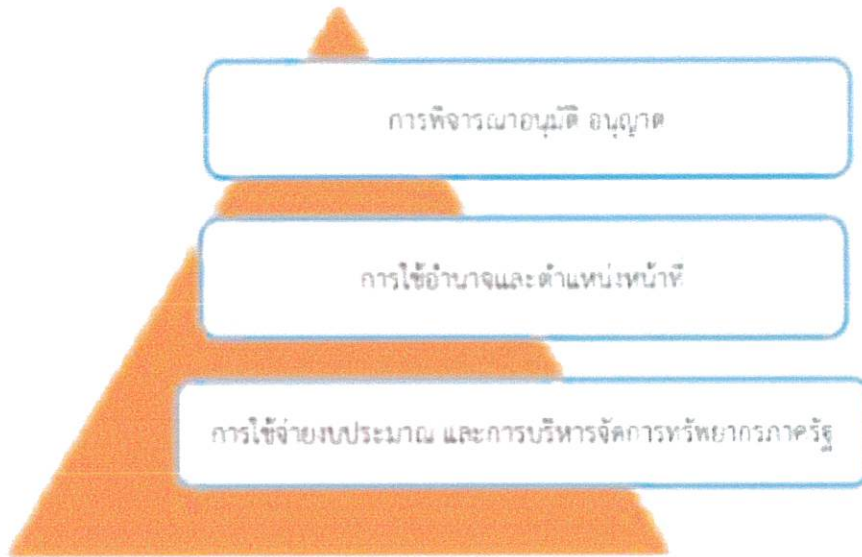 การพิจารณาอนุมัติ อนุญาต
การใช้อำนาจและตำแหน่งหน้าที่
การใช้จ่ายงบประมาณ และการบริหารจัดการทรัพยากรภาครัฐ